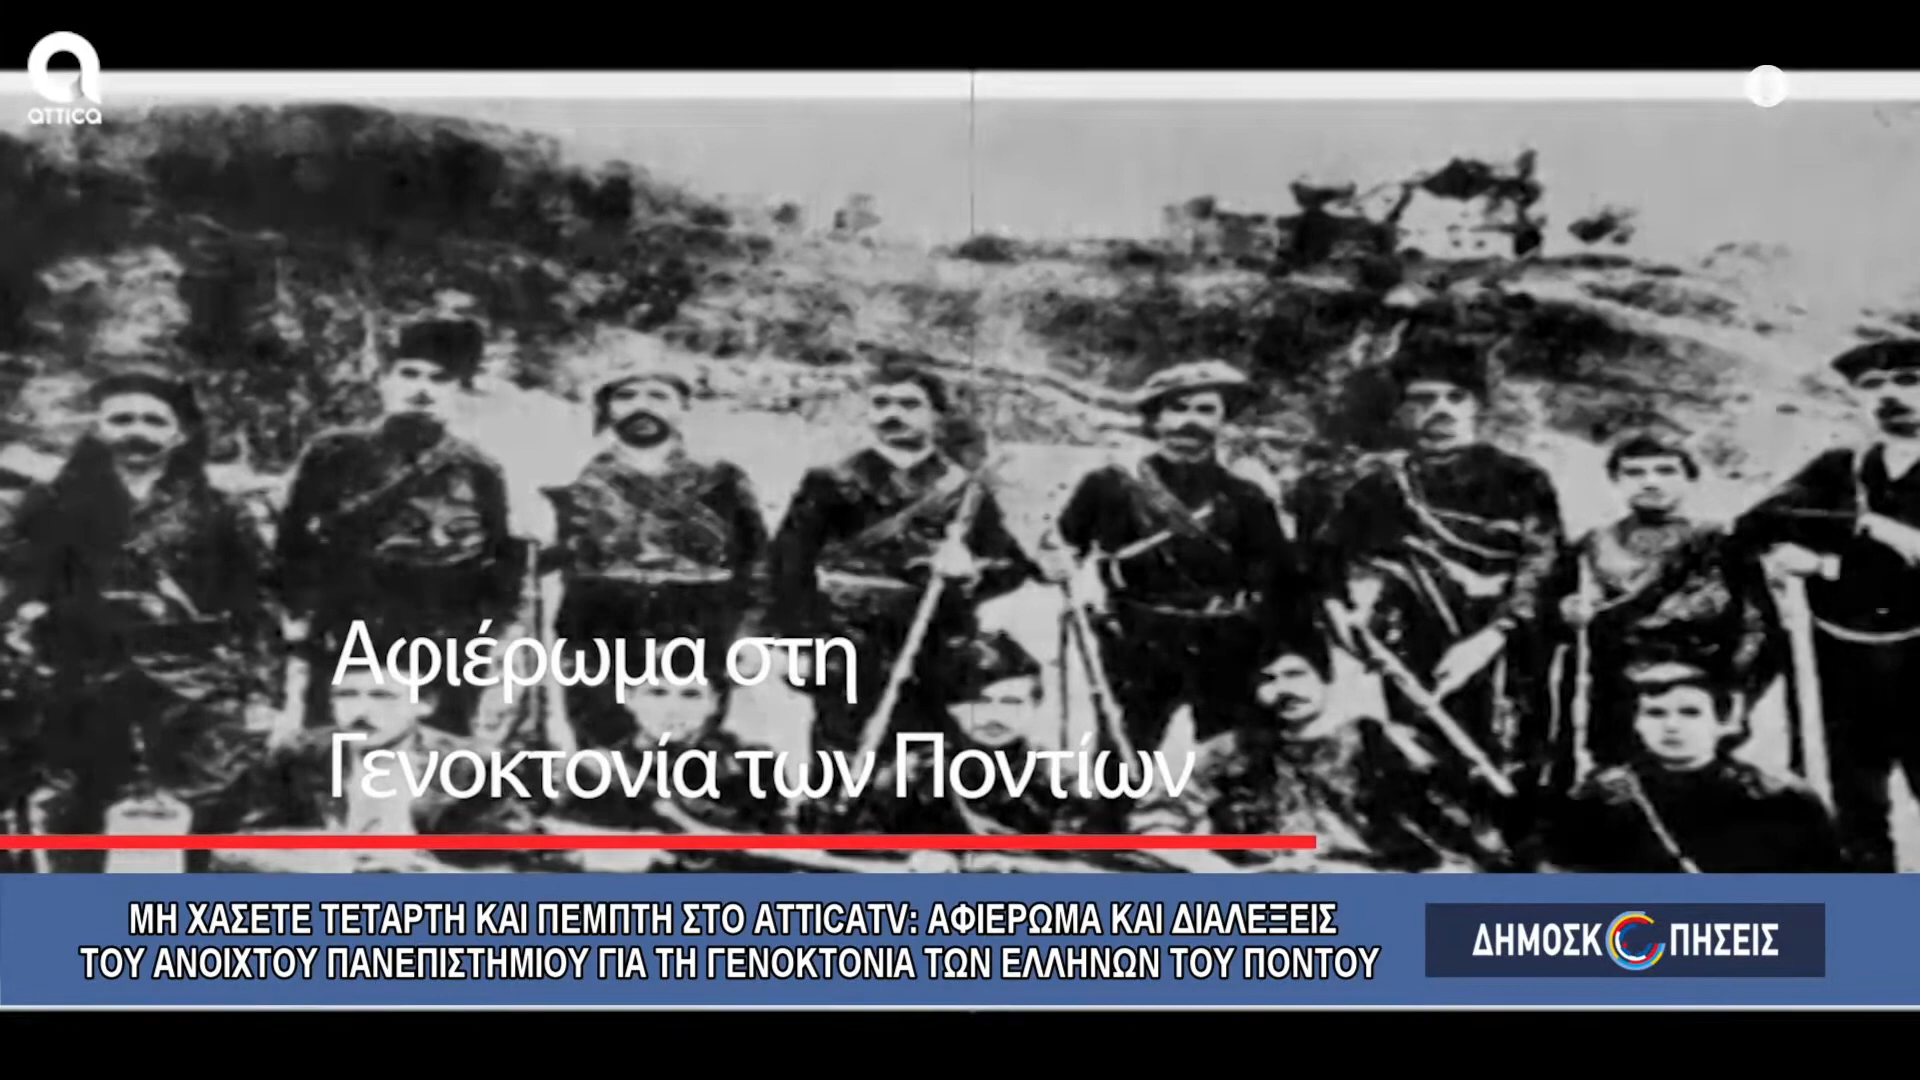 αττιca
Αφιέρωμα στη
Γενοκτονία των Ποντίων
ΜΗ ΧΑΣΕΤΕ ΤΕΤΑΡΤΗ ΚΑΙ ΠΕΜΠΤΗ ΣΤΟ ATTICATV: ΑΦΙΕΡΩΜΑ ΚΑΙ ΔΙΑΛΕΞΕΙΣ
ΤΟΥ ΑΝΟΙΧΤΟΥ ΠΑΝΕΠΙΣΤΗΜΙΟΥ ΓΙΑ ΤΗ ΓΕΝΟΚΤΟΝΙΑ ΤΩΝ ΕΛΛΗΝΩΝ ΤΟΥ ΠΟΝΤΟΥ
ΔΗΜΟΣΚΟΠΗΣΕΙΣ